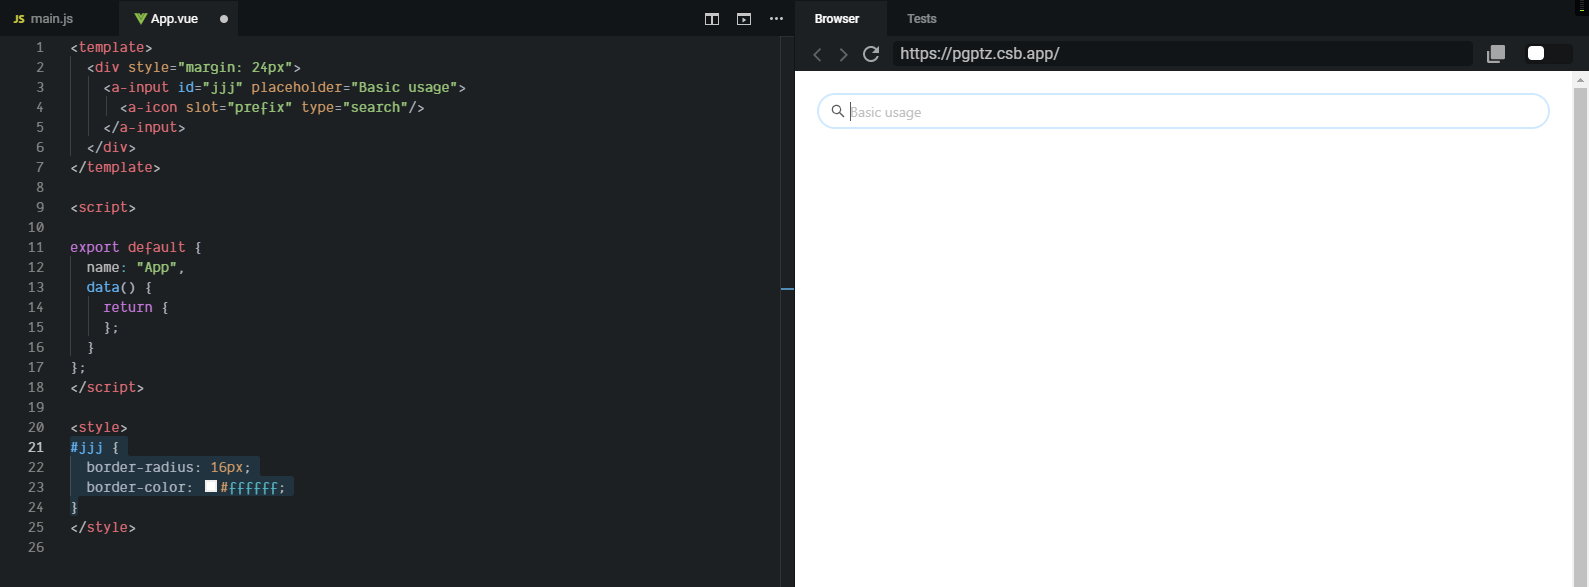 JS main.js
App.vue
1 <template>
2 <div style="margin: 24px">
3 <a-input id="jjj" placeholder="Basic usage">
4 <a-icon slot="prefix" type="search"/>
5 </a-input>
6 </div>
7 </template>
8
9 <script>
10
11 export default {
12 name: "App",
13 data() {
14 return {
15 };
16 }
17 };
18 </script>
19
20 <style>
21 #jjj {
22 border-radius: 16px;
23 border-color: #ffffff;
24 }
25 </style>
26
Browser Tests
https://pgptz.csb.app/
Basic usage